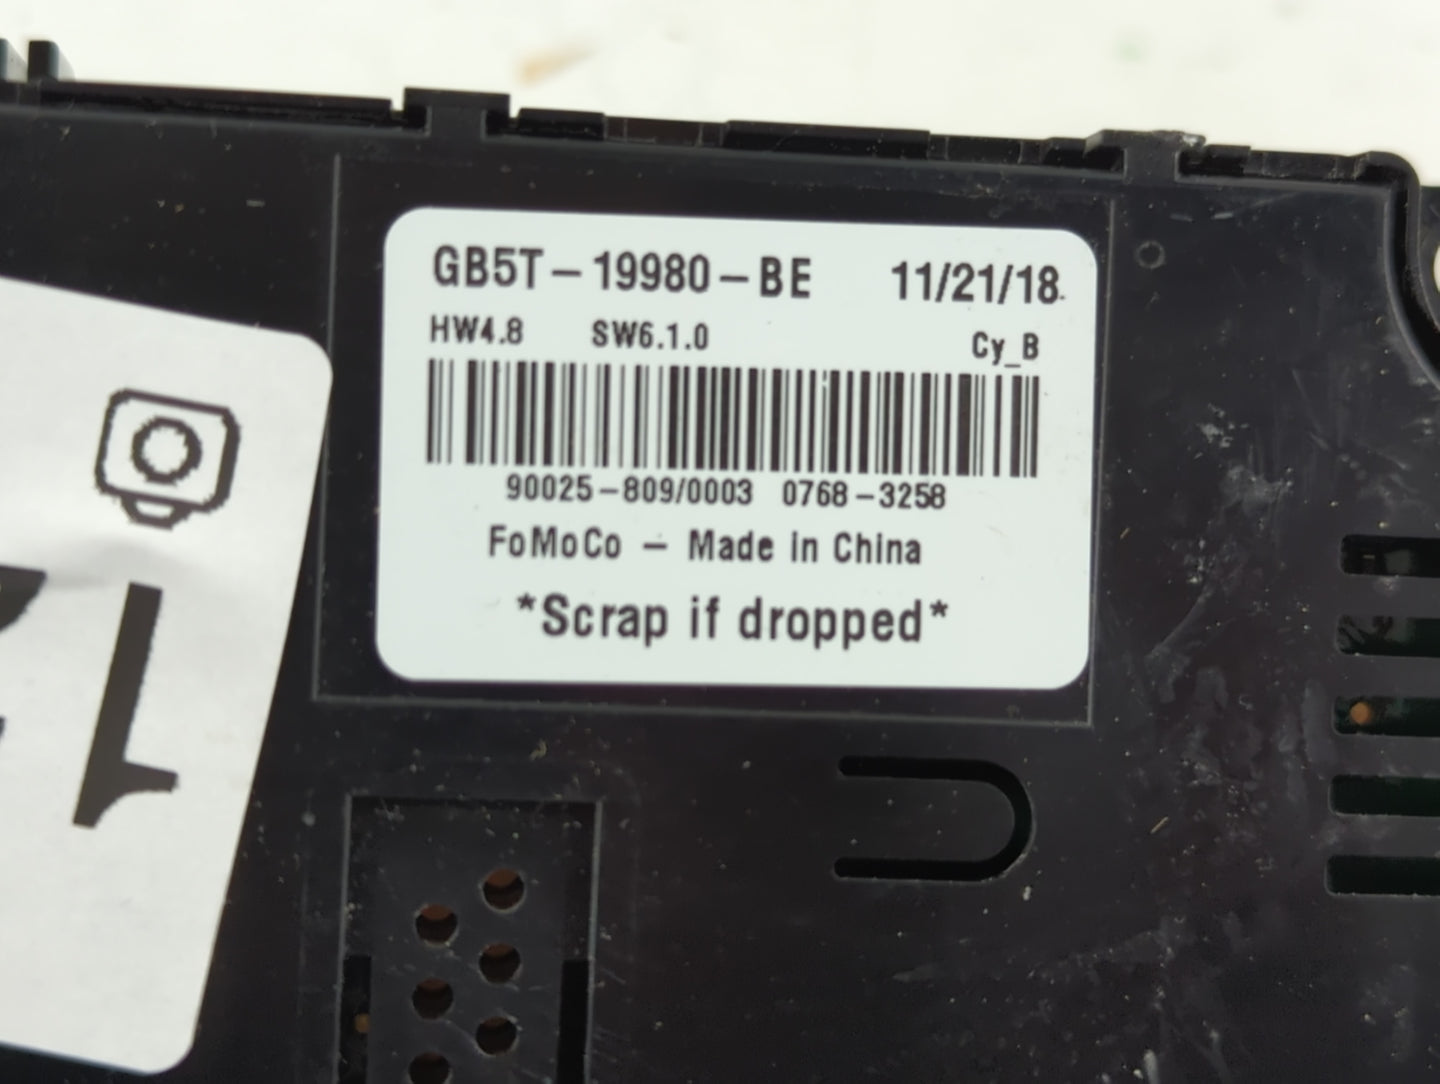 GB5T-19980-BE 11/21/18
HW4.8 SW6.1.0 Cy_B
90025-809/0003 0768-3258
FoMoCo - Made in China
*Scrap if dropped*